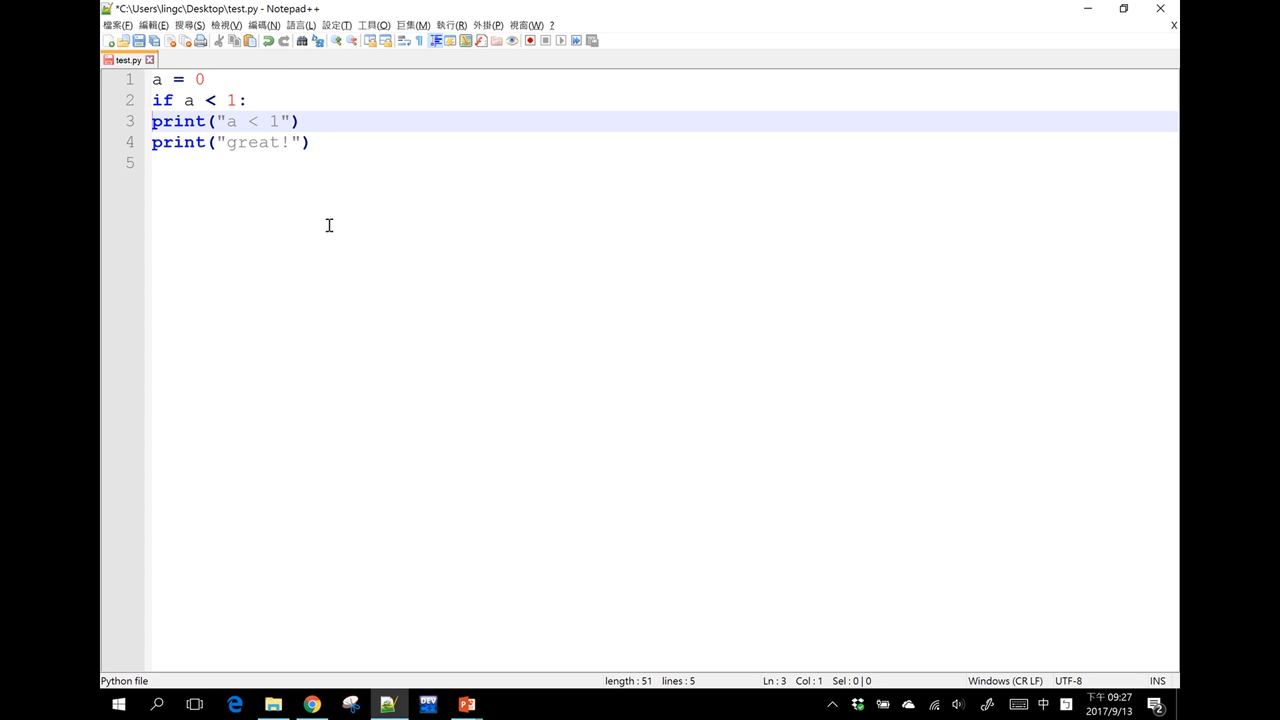 *C:\Users\lingc\Desktop\test.py - Notepad++
檔案(F) 編輯(E) 搜尋(S) 檢視(V) 編碼(N) 語言(L) 設定(T) 工具(O) 巨集(M) 執行(R) 外掛(P) 視窗(W) ? X
test.py
1 a = 0
2 if a < 1:
3 print("a < 1")
4 print("great!")
5
Python file length : 51 lines : 5 Ln : 3 Col : 1 Sel : 0 | 0 Windows (CR LF) UTF-8 INS
DEV
中
下午 09:27
2017/9/13
2